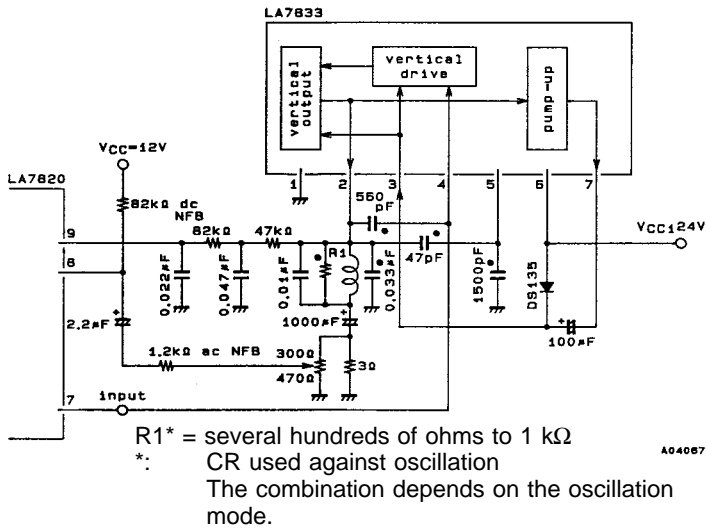 LA7833
vertical output
vertical drive
pump-up
VCC=12V
LA7820
1 2 3 4 5 6 7
82kΩ dc NFB
560 pF
9
82kΩ
47kΩ
R1
47pF
VCC1 24V
8
0.022µF
0.047µF
0.01µF
0.033µF
1500pF
DS135
2.2µF
1000µF
100µF
1.2kΩ ac NFB
300Ω
470Ω
3Ω
7 input
R1* = several hundreds of ohms to 1 kΩ
*: CR used against oscillation
The combination depends on the oscillation
mode.
A04067